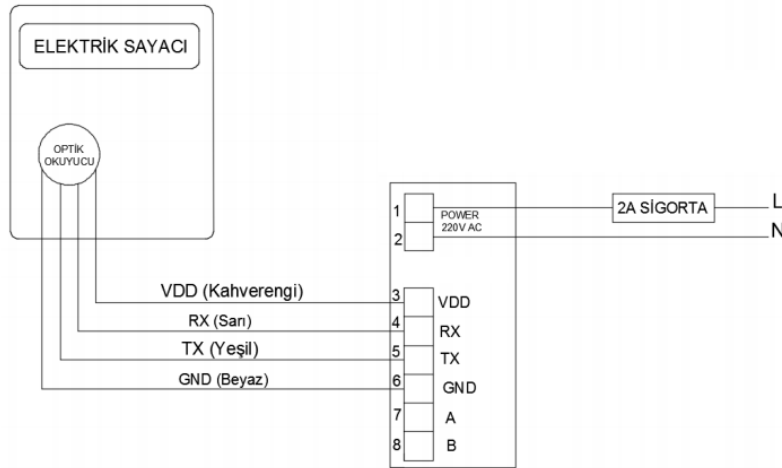 ELEKTRİK SAYACI
OPTİK
OKUYUCU
1
POWER
220V AC
2
2A SİGORTA
L
N
VDD (Kahverengi)
3
VDD
RX (Sarı)
4
RX
TX (Yeşil)
5
TX
GND (Beyaz)
6
GND
7
A
8
B